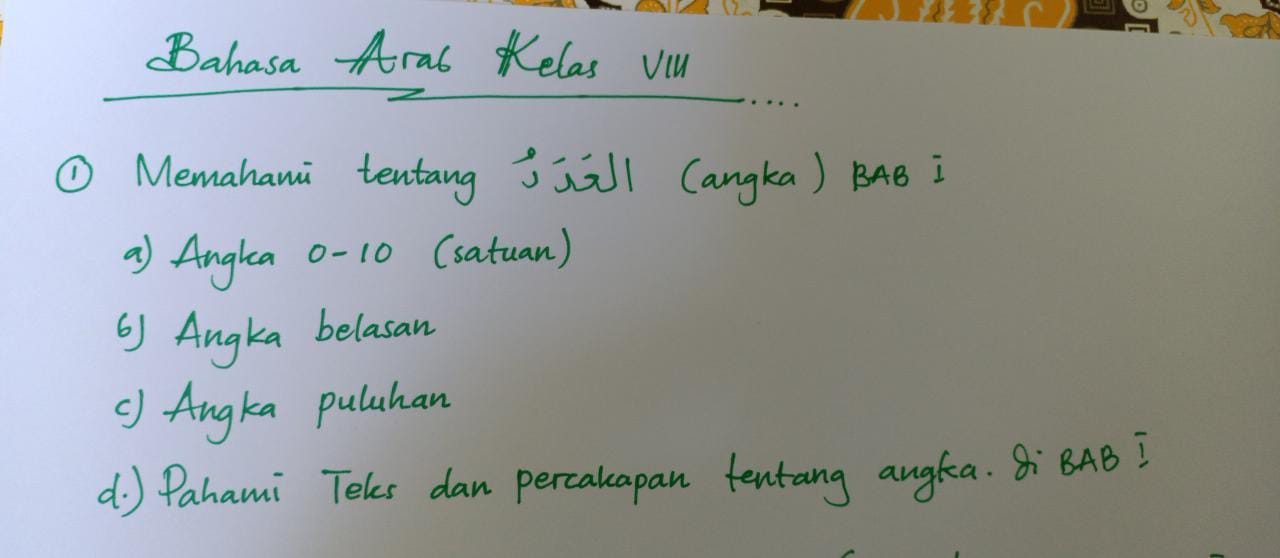 Bahasa Arab Kelas VIII
① Memahami tentang العَدَدُ (angka) BAB I
a) Angka 0-10 (satuan)
b) Angka belasan
c) Angka puluhan
d.) Pahami Teks dan percakapan tentang angka. di BAB I